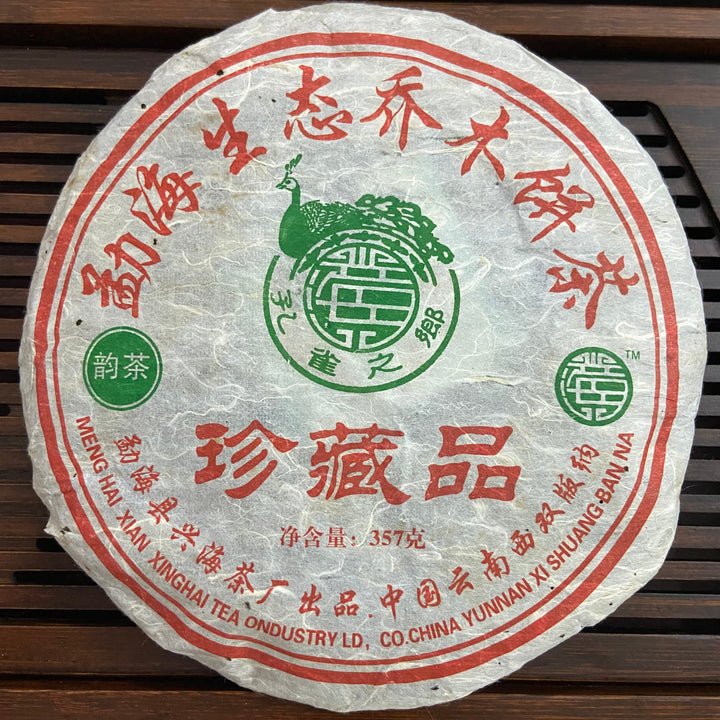 勐海生态乔木饼茶
孔雀之鄉
韵茶
TM
珍藏品
净含量：357克
勐海县兴海茶厂出品．中国云南西双版纳
MENG HAI XIAN XINGHAI TEA ONDUSTRY LD, CO.CHINA YUNNAN XI SHUANG-BAN NA